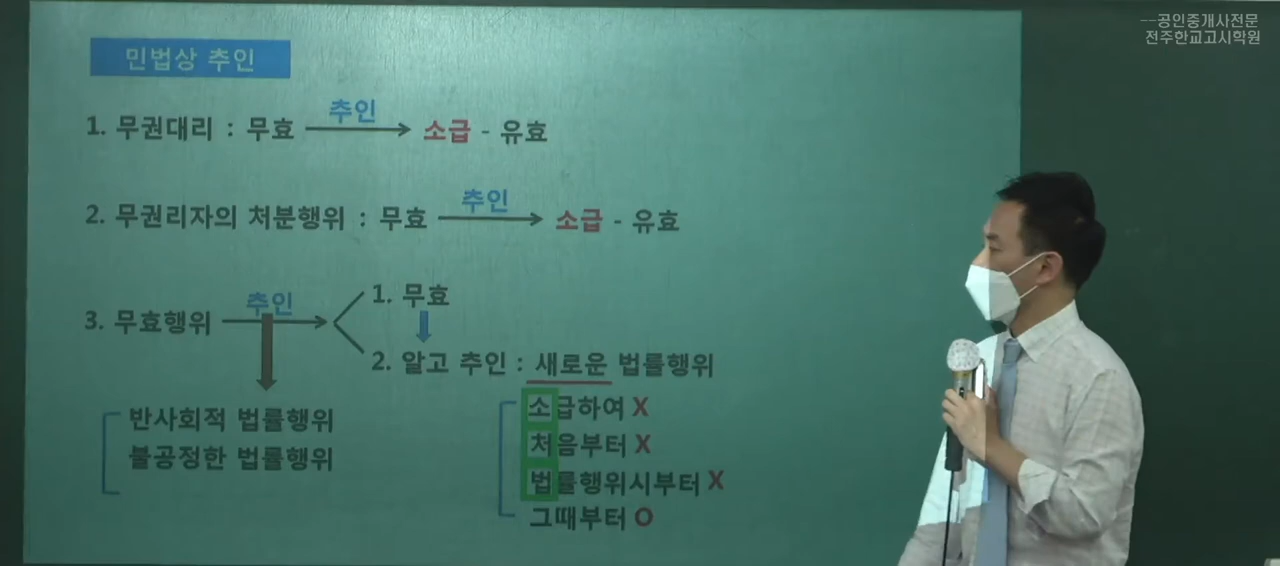 --공인중개사전문
전주한교고시학원
민법상 추인
1. 무권대리 : 무효 추인 소급 - 유효
2. 무권리자의 처분행위 : 무효 추인 소급 - 유효
3. 무효행위 추인
1. 무효
2. 알고 추인 : 새로운 법률행위
반사회적 법률행위
불공정한 법률행위
소급하여 X
처음부터 X
법률행위시부터 X
그때부터 O